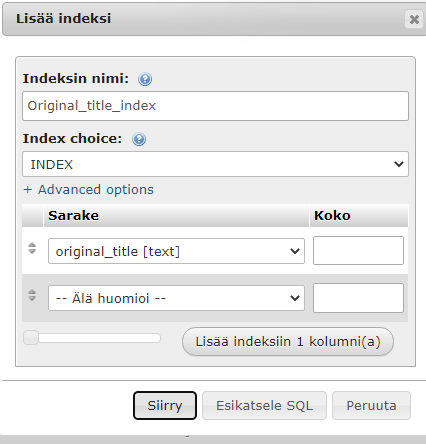 Lisää indeksi
Indeksin nimi:
Original_title_index
Index choice:
INDEX
+ Advanced options
Sarake Koko
original_title [text]
-- Älä huomioi --
Lisää indeksiin 1 kolumni(a)
Siirry Esikatsele SQL Peruuta